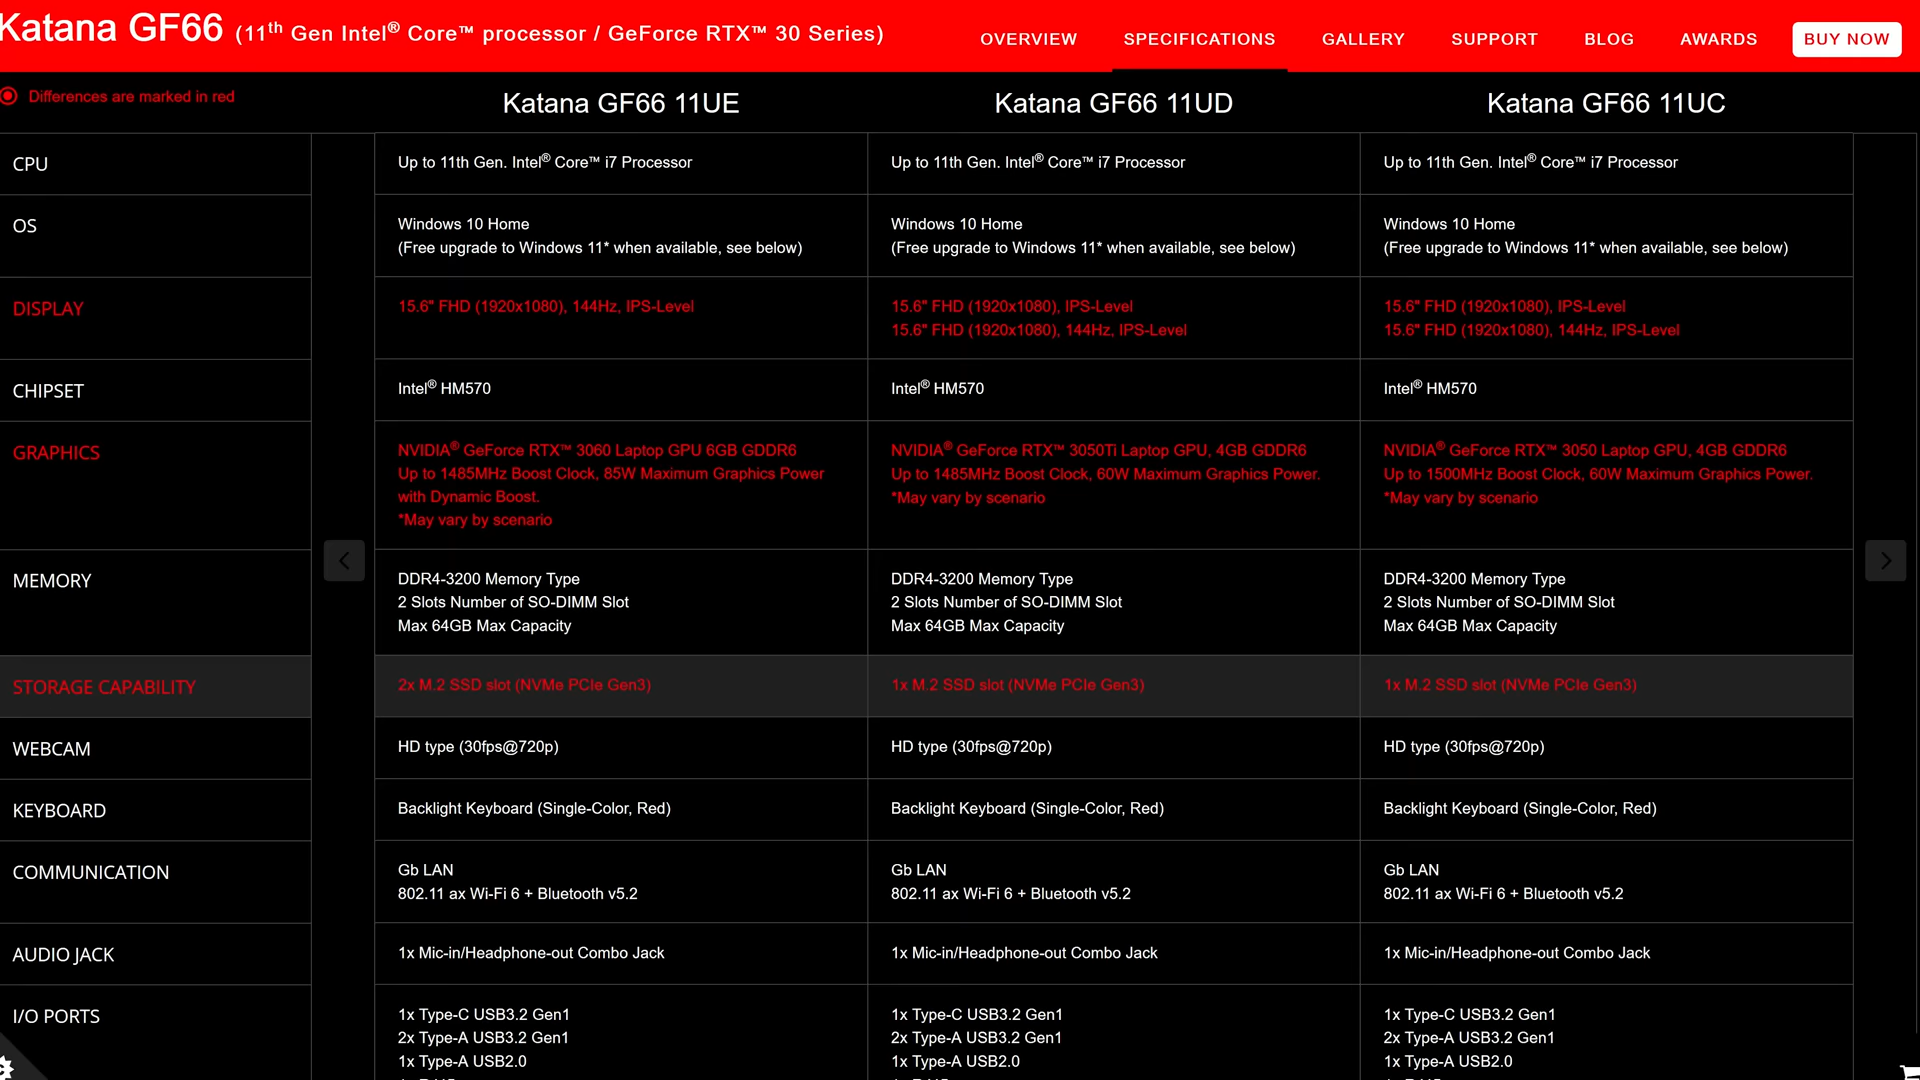 Katana GF66 (11th Gen Intel® Core™ processor / GeForce RTX™ 30 Series)
OVERVIEW SPECIFICATIONS GALLERY SUPPORT BLOG AWARDS BUY NOW
Differences are marked in red
Katana GF66 11UE Katana GF66 11UD Katana GF66 11UC
CPU
Up to 11th Gen. Intel® Core™ i7 Processor Up to 11th Gen. Intel® Core™ i7 Processor Up to 11th Gen. Intel® Core™ i7 Processor
OS
Windows 10 Home Windows 10 Home Windows 10 Home
(Free upgrade to Windows 11* when available, see below) (Free upgrade to Windows 11* when available, see below) (Free upgrade to Windows 11* when available, see below)
DISPLAY
15.6" FHD (1920x1080), 144Hz, IPS-Level 15.6" FHD (1920x1080), IPS-Level 15.6" FHD (1920x1080), IPS-Level
15.6" FHD (1920x1080), 144Hz, IPS-Level 15.6" FHD (1920x1080), 144Hz, IPS-Level
CHIPSET
Intel® HM570 Intel® HM570 Intel® HM570
GRAPHICS
NVIDIA® GeForce RTX™ 3060 Laptop GPU 6GB GDDR6 NVIDIA® GeForce RTX™ 3050Ti Laptop GPU, 4GB GDDR6 NVIDIA® GeForce RTX™ 3050 Laptop GPU, 4GB GDDR6
Up to 1485MHz Boost Clock, 85W Maximum Graphics Power Up to 1485MHz Boost Clock, 60W Maximum Graphics Power. Up to 1500MHz Boost Clock, 60W Maximum Graphics Power.
with Dynamic Boost. *May vary by scenario *May vary by scenario
*May vary by scenario
MEMORY
DDR4-3200 Memory Type DDR4-3200 Memory Type DDR4-3200 Memory Type
2 Slots Number of SO-DIMM Slot 2 Slots Number of SO-DIMM Slot 2 Slots Number of SO-DIMM Slot
Max 64GB Max Capacity Max 64GB Max Capacity Max 64GB Max Capacity
STORAGE CAPABILITY
2x M.2 SSD slot (NVMe PCIe Gen3) 1x M.2 SSD slot (NVMe PCIe Gen3) 1x M.2 SSD slot (NVMe PCIe Gen3)
WEBCAM
HD type (30fps@720p) HD type (30fps@720p) HD type (30fps@720p)
KEYBOARD
Backlight Keyboard (Single-Color, Red) Backlight Keyboard (Single-Color, Red) Backlight Keyboard (Single-Color, Red)
COMMUNICATION
Gb LAN Gb LAN Gb LAN
802.11 ax Wi-Fi 6 + Bluetooth v5.2 802.11 ax Wi-Fi 6 + Bluetooth v5.2 802.11 ax Wi-Fi 6 + Bluetooth v5.2
AUDIO JACK
1x Mic-in/Headphone-out Combo Jack 1x Mic-in/Headphone-out Combo Jack 1x Mic-in/Headphone-out Combo Jack
I/O PORTS
1x Type-C USB3.2 Gen1 1x Type-C USB3.2 Gen1 1x Type-C USB3.2 Gen1
2x Type-A USB3.2 Gen1 2x Type-A USB3.2 Gen1 2x Type-A USB3.2 Gen1
1x Type-A USB2.0 1x Type-A USB2.0 1x Type-A USB2.0